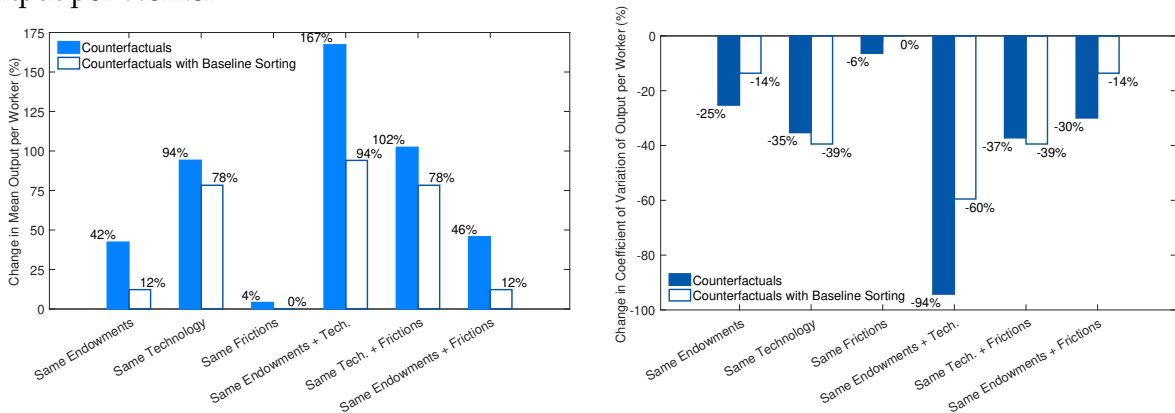 175
150
125
100
75
50
25
0
Change in Mean Output per Worker (%)
Counterfactuals
Counterfactuals with Baseline Sorting
42%
12%
94%
78%
4%
0%
167%
94%
102%
78%
46%
12%
Same Endowments
Same Technology
Same Frictions
Same Endowments + Tech.
Same Tech. + Frictions
Same Endowments + Frictions
0
-20
-40
-60
-80
-100
Change in Coefficient of Variation of Output per Worker (%)
-25%
-14%
-35%
-39%
-6%
0%
-94%
-60%
-37%
-39%
-30%
-14%
Counterfactuals
Counterfactuals with Baseline Sorting
Same Endowments
Same Technology
Same Frictions
Same Endowments + Tech.
Same Tech. + Frictions
Same Endowments + Frictions